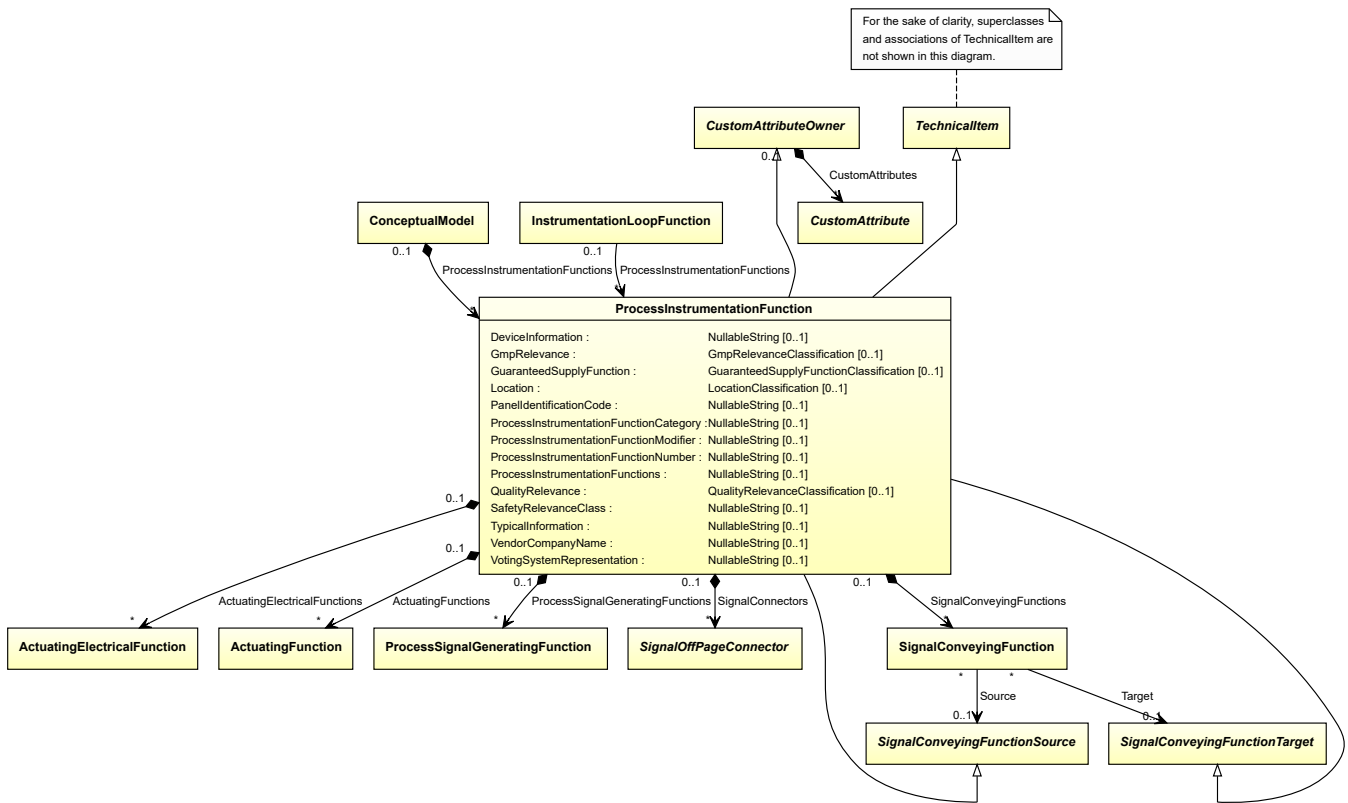 For the sake of clarity, superclasses
and associations of TechnicalItem are
not shown in this diagram.
CustomAttributeOwner
TechnicalItem
0..1
CustomAttributes
ConceptualModel
InstrumentationLoopFunction
CustomAttribute
0..1
0..1
ProcessInstrumentationFunctions
ProcessInstrumentationFunctions
ProcessInstrumentationFunction
DeviceInformation : NullableString [0..1]
GmpRelevance : GmpRelevanceClassification [0..1]
GuaranteedSupplyFunction : GuaranteedSupplyFunctionClassification [0..1]
Location : LocationClassification [0..1]
PanelIdentificationCode : NullableString [0..1]
ProcessInstrumentationFunctionCategory : NullableString [0..1]
ProcessInstrumentationFunctionModifier : NullableString [0..1]
ProcessInstrumentationFunctionNumber : NullableString [0..1]
ProcessInstrumentationFunctions : NullableString [0..1]
QualityRelevance : QualityRelevanceClassification [0..1]
SafetyRelevanceClass : NullableString [0..1]
TypicalInformation : NullableString [0..1]
VendorCompanyName : NullableString [0..1]
VotingSystemRepresentation : NullableString [0..1]
0..1
0..1
0..1
0..1
0..1
ActuatingElectricalFunctions
ActuatingFunctions
ProcessSignalGeneratingFunctions
SignalConnectors
SignalConveyingFunctions
*
*
*
*
ActuatingElectricalFunction
ActuatingFunction
ProcessSignalGeneratingFunction
SignalOffPageConnector
SignalConveyingFunction
*
*
Source
Target
0..1
0..1
SignalConveyingFunctionSource
SignalConveyingFunctionTarget